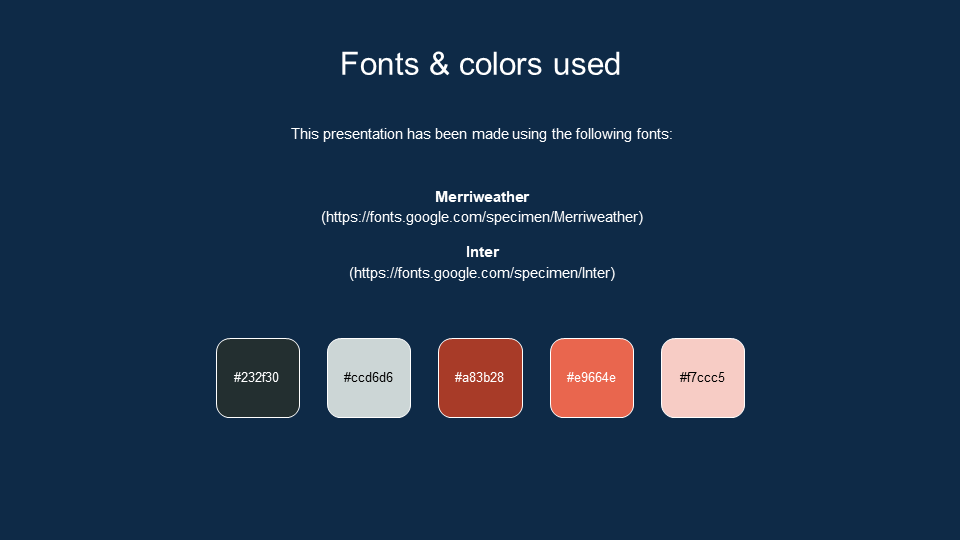 Fonts & colors used
This presentation has been made using the following fonts:
Merriweather
(https://fonts.google.com/specimen/Merriweather)
Inter
(https://fonts.google.com/specimen/Inter)
#232f30
#ccd6d6
#a83b28
#e9664e
#f7ccc5